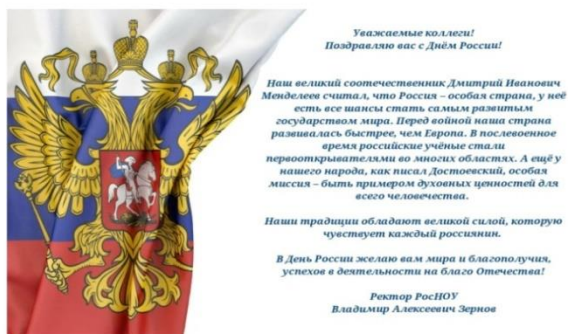 Уважаемые коллеги!
Поздравляю вас с Днём России!
Наш великий соотечественник Дмитрий Иванович
Менделеев считал, что Россия – особая страна, у неё
есть все шансы стать самым развитым
государством мира. Перед войной наша страна
развивалась быстрее, чем Европа. В послевоенное
время российские учёные стали
первооткрывателями во многих областях. А ещё у
нашего народа, как писал Достоевский, особая
миссия – быть примером духовных ценностей для
всего человечества.
Наши традиции обладают великой силой, которую
чувствует каждый россиянин.
В День России желаю вам мира и благополучия,
успехов в деятельности на благо Отечества!
Ректор РосНОУ
Владимир Алексеевич Зернов